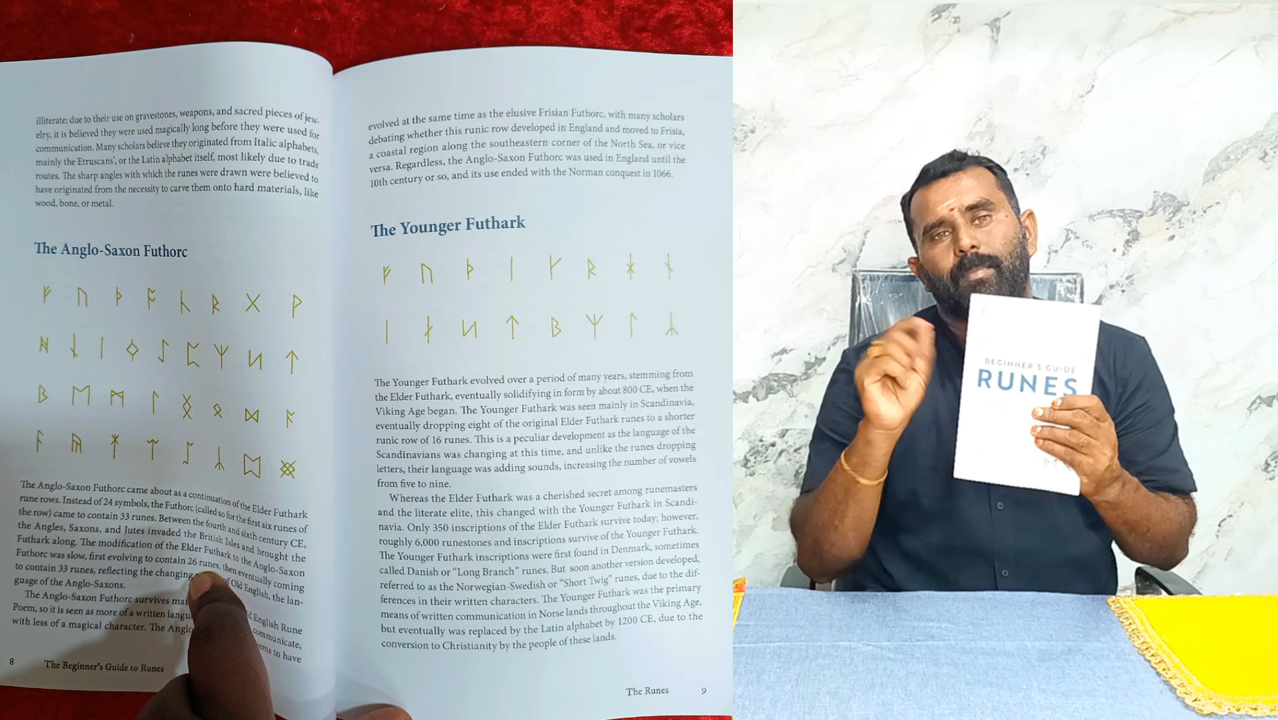 illiterate; due to their use on gravestones, weapons, and sacred pieces of jew-
elry, it is believed they were used magically long before they were used for
communication. Many scholars believe they originated from Italic alphabets,
mainly the Etruscans', or the Latin alphabet itself, most likely due to trade
routes. The sharp angles with which the runes were drawn were believed to
have originated from the necessity to carve them onto hard materials, like
wood, bone, or metal.
The Anglo-Saxon Futhorc
The Anglo-Saxon Futhorc came about as a continuation of the Elder Futhark
rune rows. Instead of 24 symbols, the Futhorc (called so for the first six runes of
the row) came to contain 33 runes. Between the fourth and sixth century CE,
the Angles, Saxons, and Jutes invaded the British Isles and brought the
Futhark along. The modification of the Elder Futhark to the Anglo-Saxon
Futhorc was slow, first evolving to contain 26 runes, then eventually coming
to contain 33 runes, reflecting the changing of Old English, the lan-
guage of the Anglo-Saxons.
The Anglo-Saxon Futhorc survives English Rune
Poem, so it is seen as more of a written communicate,
with less of a magical character. The to have
8 The Beginner's Guide to Runes
evolved at the same time as the elusive Frisian Futhorc, with many scholars
debating whether this runic row developed in England and moved to Frisia,
a coastal region along the southeastern corner of the North Sea, or vice
versa. Regardless, the Anglo-Saxon Futhorc was used in England until the
10th century or so, and its use ended with the Norman conquest in 1066.
The Younger Futhark
ᚠ ᚢ ᚦ ᚬ ᚴ ᚱ ᚼ ᚾ
The Younger Futhark evolved over a period of many years, stemming from
the Elder Futhark, eventually solidifying in form by about 800 CE, when the
Viking Age began. The Younger Futhark was seen mainly in Scandinavia,
eventually dropping eight of the original Elder Futhark runes to a shorter
runic row of 16 runes. This is a peculiar development as the language of the
Scandinavians was changing at this time, and unlike the runes dropping
letters, their language was adding sounds, increasing the number of vowels
from five to nine.
Whereas the Elder Futhark was a cherished secret among runemasters
and the literate elite, this changed with the Younger Futhark in Scandi-
navia. Only 350 inscriptions of the Elder Futhark survive today; however,
roughly 6,000 runestones and inscriptions survive of the Younger Futhark.
The Younger Futhark inscriptions were first found in Denmark, sometimes
called Danish or "Long Branch" runes. But soon another version developed,
referred to as the Norwegian-Swedish or "Short Twig" runes, due to the dif-
ferences in their written characters. The Younger Futhark was the primary
means of written communication in Norse lands throughout the Viking Age,
but eventually was replaced by the Latin alphabet by 1200 CE, due to the
conversion to Christianity by the people of these lands.
The Runes 9
BEGINNER'S GUIDE
RUNES